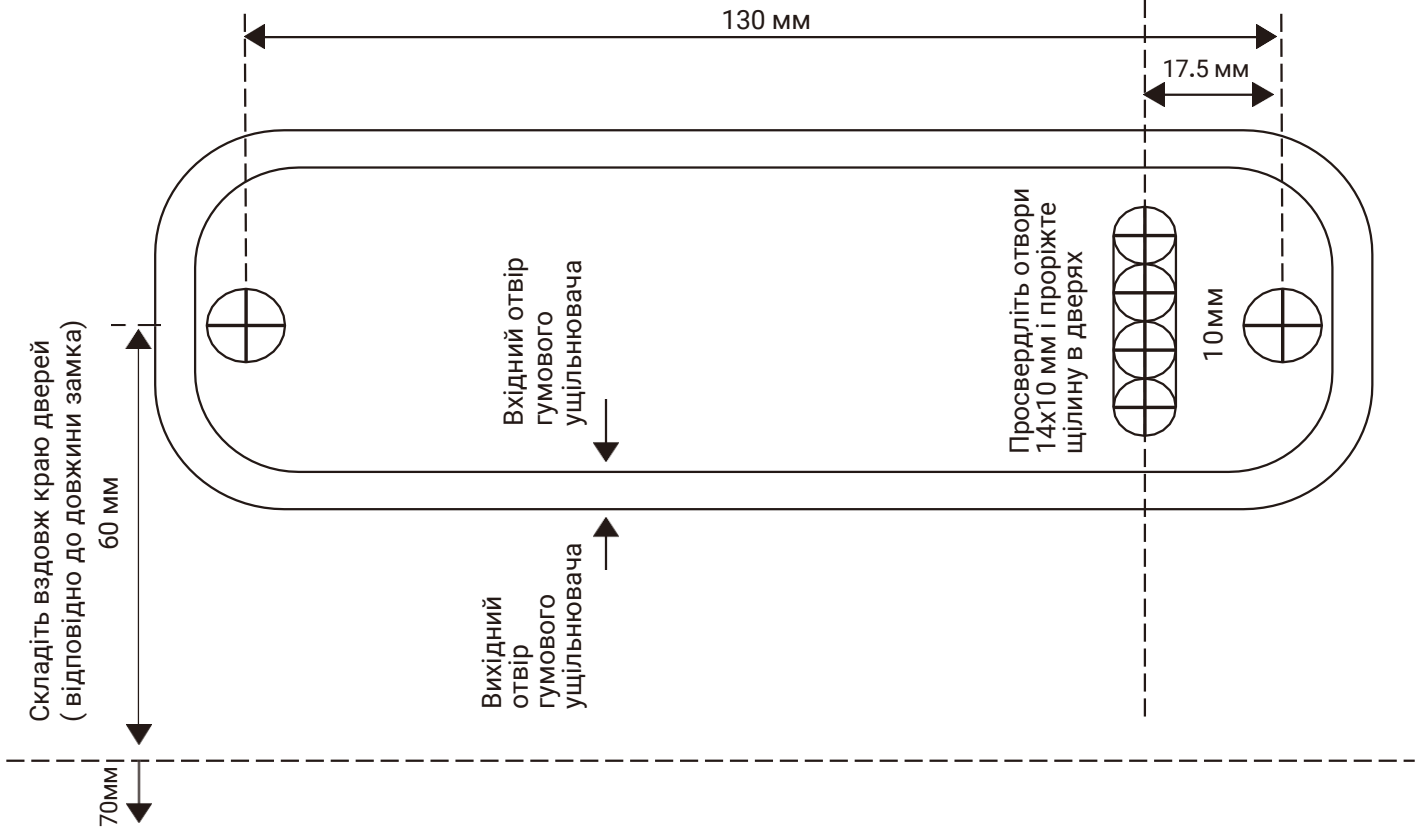 130 мм
17.5 мм
Складіть вздовж краю дверей
( відповідно до довжини замка)
60 мм
Вхідний отвір
гумового
ущільнювача
Просвердліть отвори
14x10 мм і проріжте
щілину в дверях
10мм
Вихідний
отвір
гумового
ущільнювача
70мм